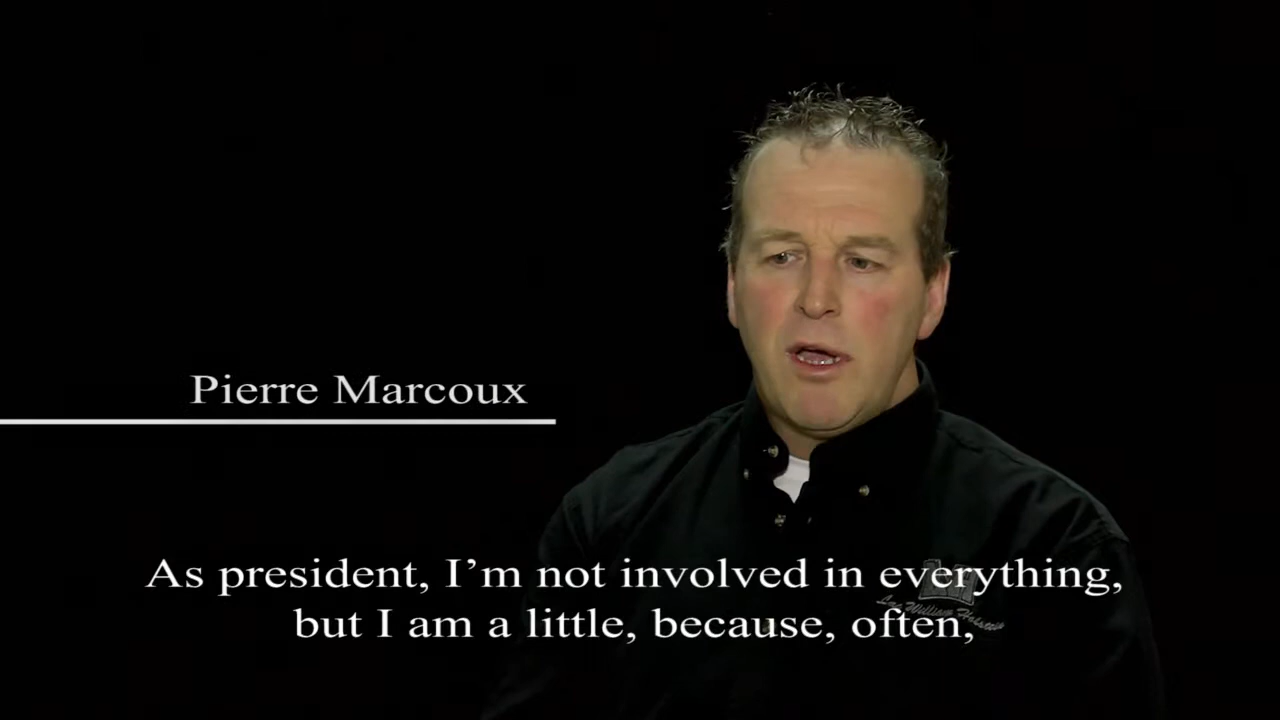 Pierre Marcoux
As president, I’m not involved in everything,
but I am a little, because, often,